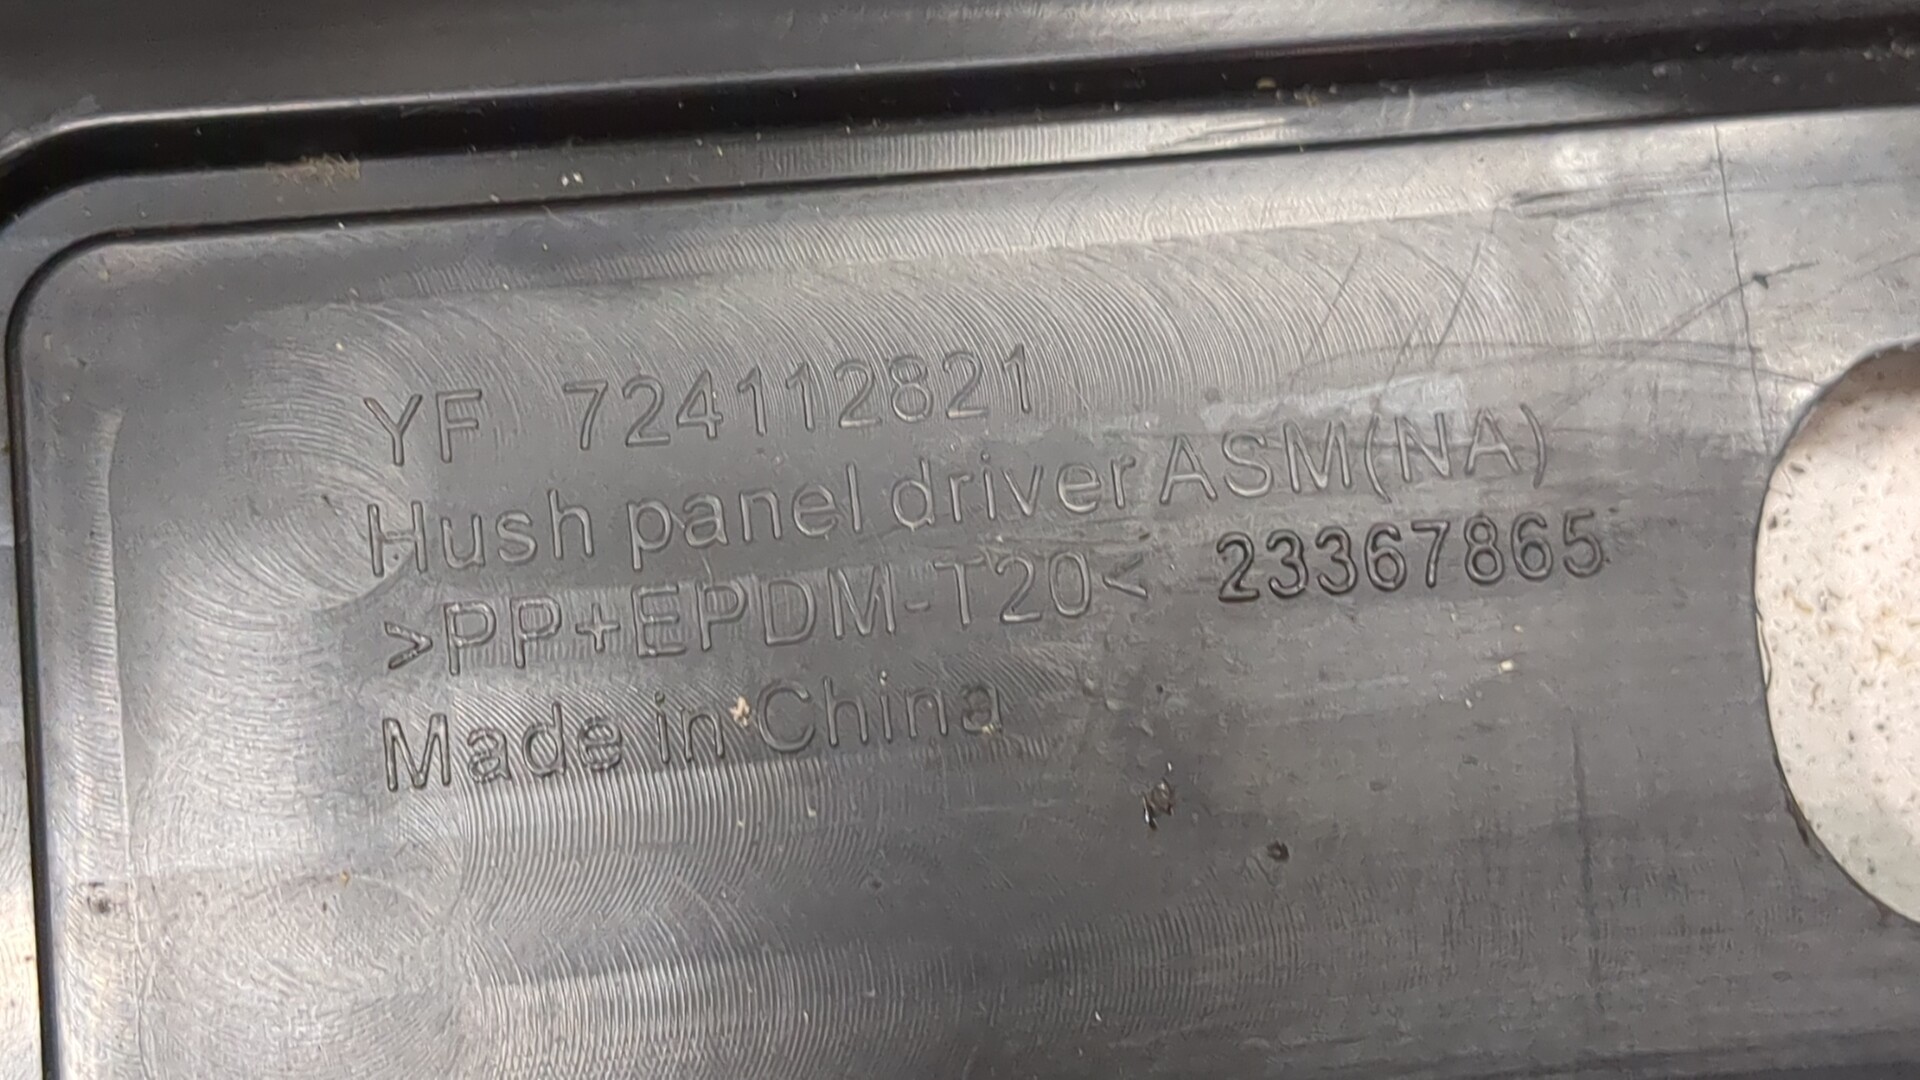 YF 724112821
Hush panel driver ASM(NA)
>PP+EPDM-T20< 23367865
Made in China